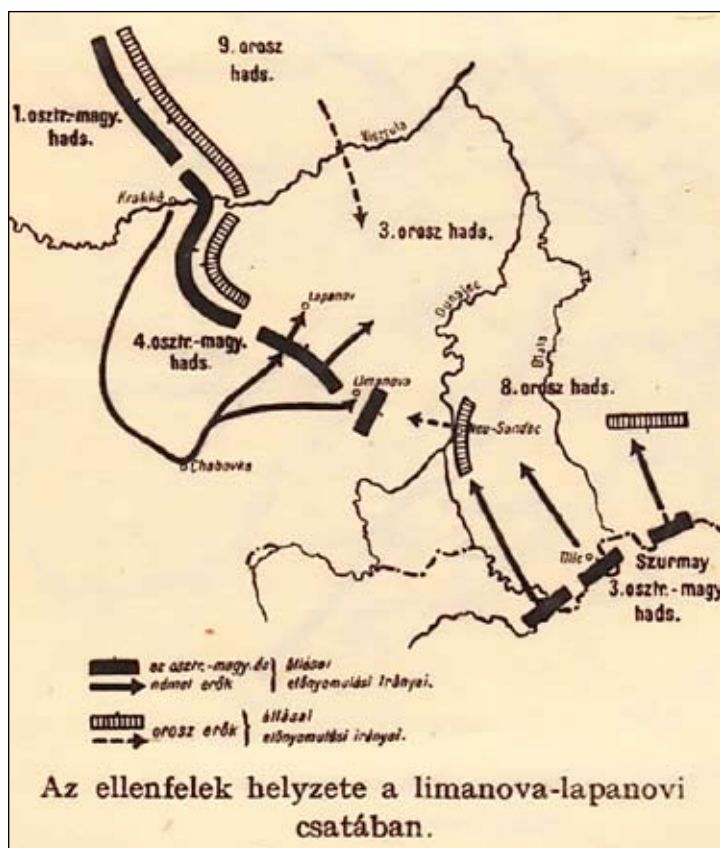 9. orosz
hads.
1. osztr.-magy.
hads.
Visztula
Krakkó
3. orosz hads.
Dunajec
Lapanov
4. osztr.-magy.
hads.
Biala
Limanova
8. orosz hads.
Neu-Sandec
Chabovka
Szurmay
3. osztr.-magy.
hads.
az osztr.-magy. és } állásai
német erők } előnyomulási irányai.
orosz erők } állásai
előnyomulási irányai.
Az ellenfelek helyzete a limanova-lapanovi
csatában.